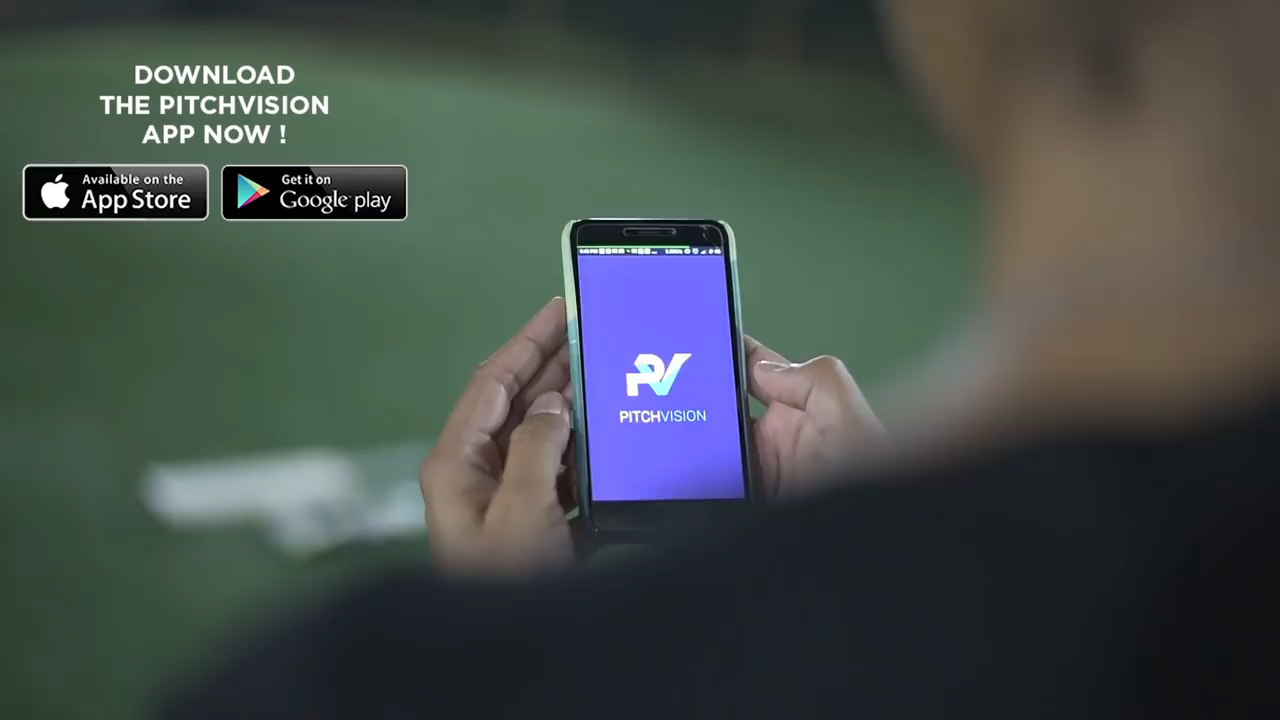 DOWNLOAD
THE PITCHVISION
APP NOW !
Available on the
App Store
Get it on
Google play
PV
PITCHVISION